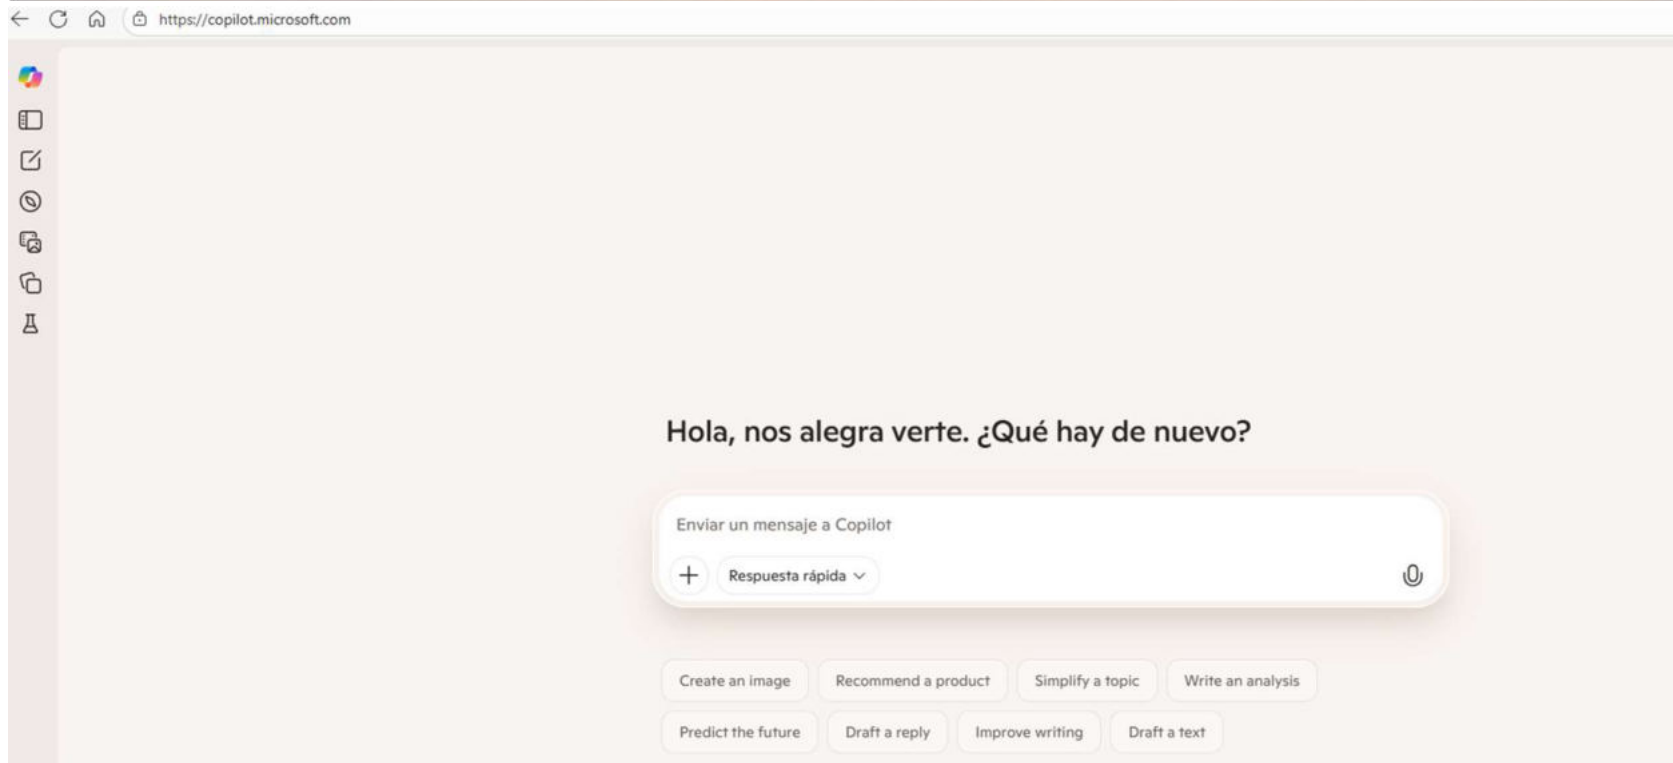 https://copilot.microsoft.com
Hola, nos alegra verte. ¿Qué hay de nuevo?
Enviar un mensaje a Copilot
Respuesta rápida
Create an image Recommend a product Simplify a topic Write an analysis
Predict the future Draft a reply Improve writing Draft a text